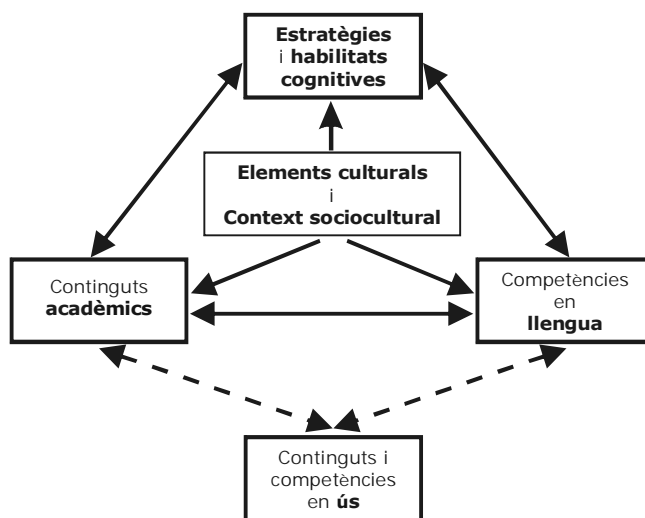 Estratègies
i habilitats
cognitives
Elements culturals
i
Context sociocultural
Continguts
acadèmics
Competències
en
llengua
Continguts i
competències
en ús